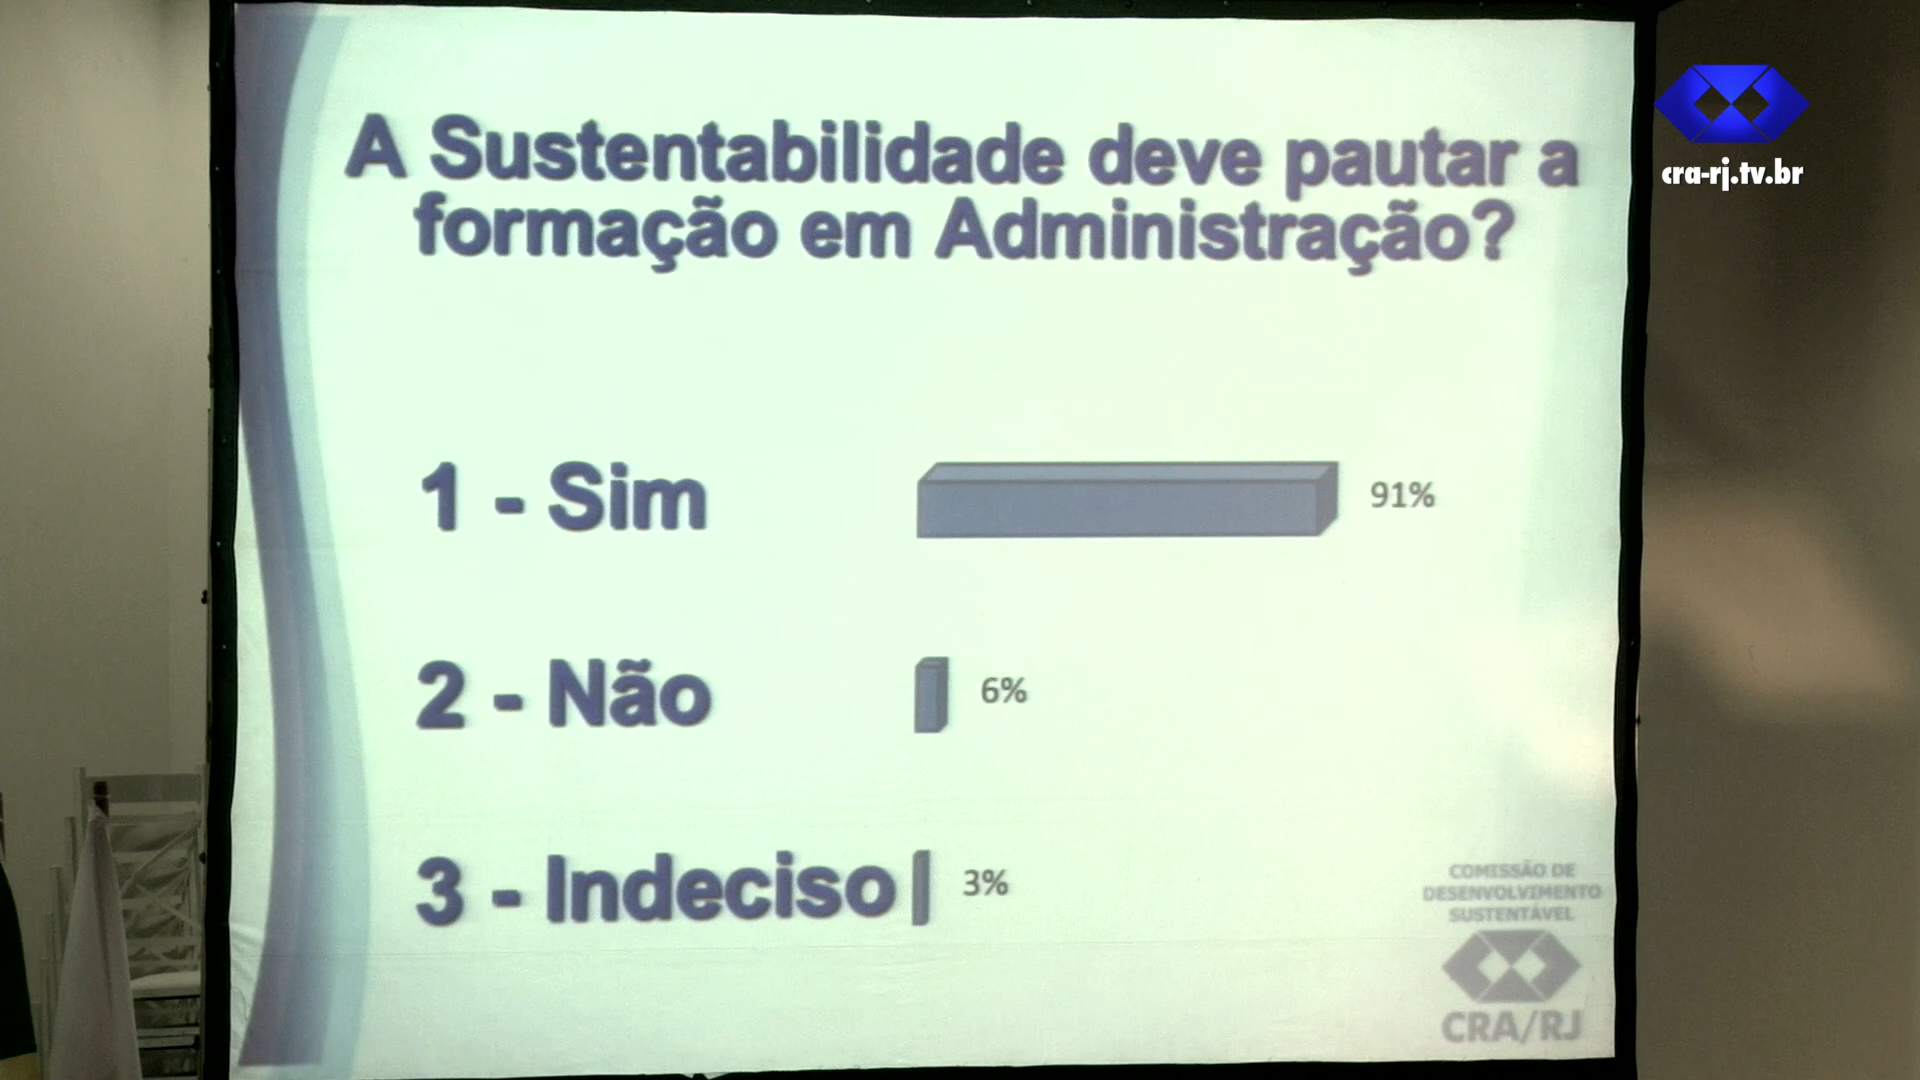 A Sustentabilidade deve pautar a
formação em Administração?
1 - Sim
91%
2 - Não
6%
3 - Indeciso
3%
COMISSÃO DE
DESENVOLVIMENTO
SUSTENTÁVEL
CRA/RJ
cra-rj.tv.br